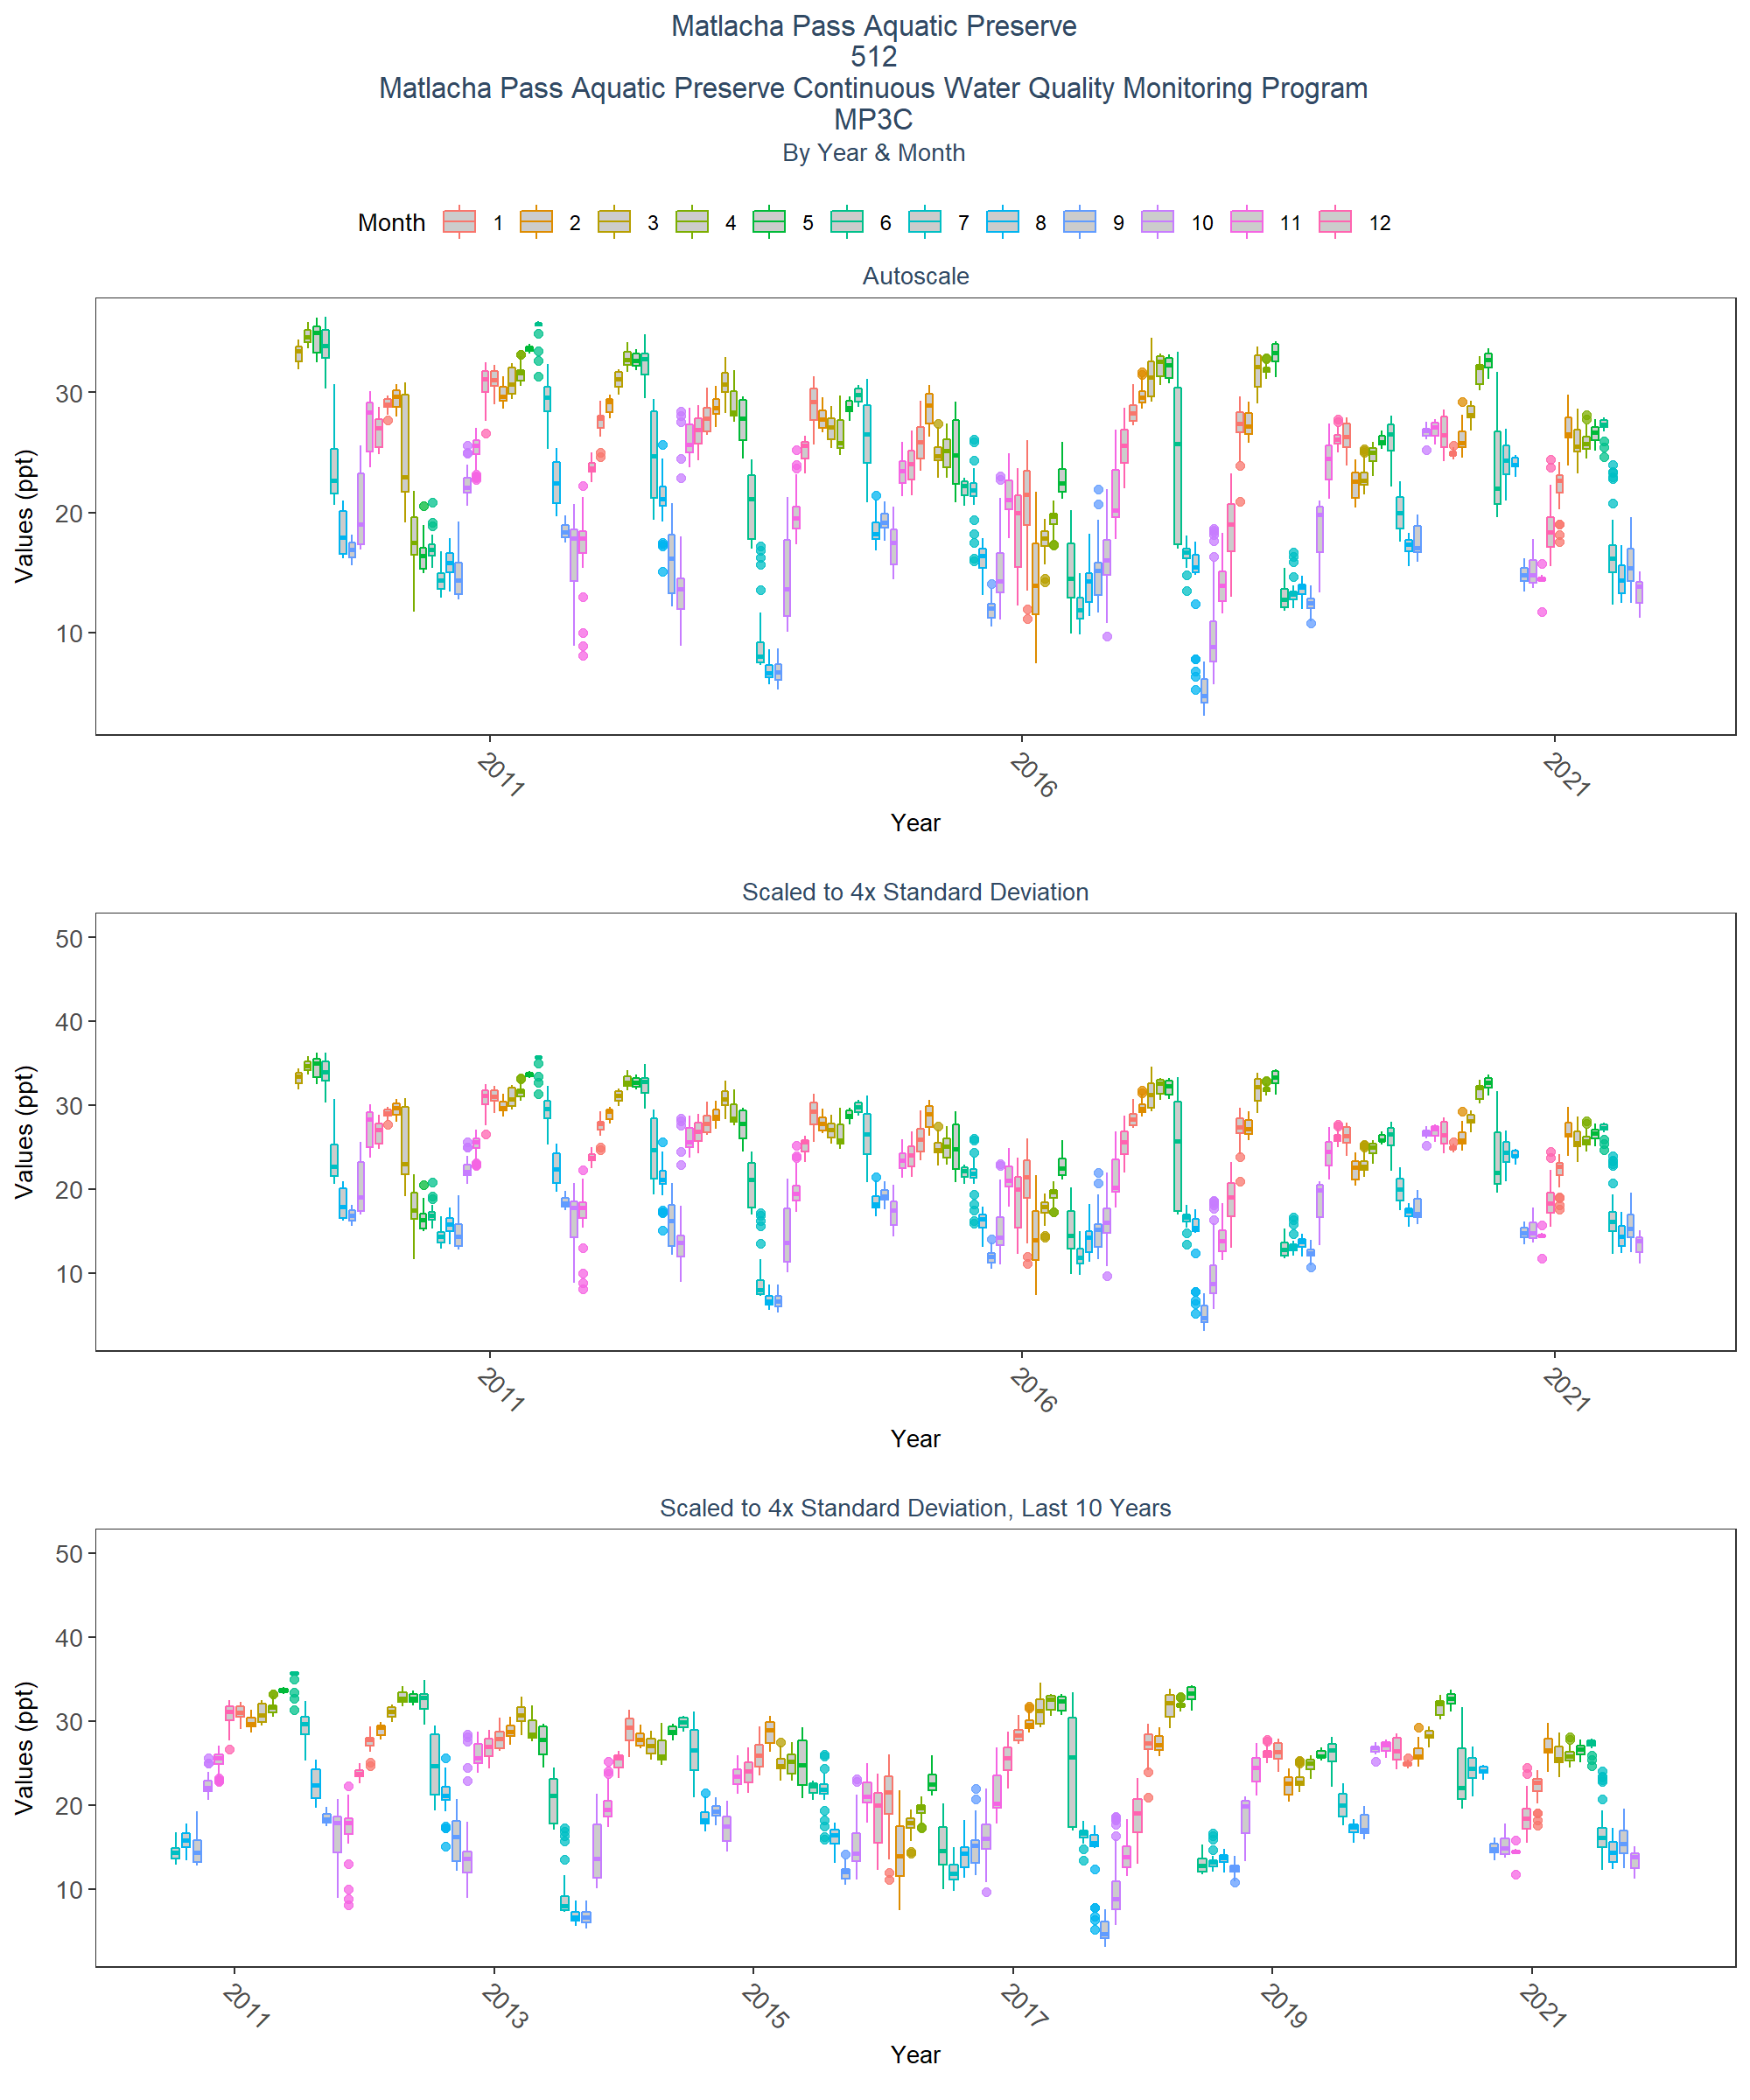 Matlacha Pass Aquatic Preserve
512
Matlacha Pass Aquatic Preserve Continuous Water Quality Monitoring Program
MP3C
By Year & Month
Month 1 2 3 4 5 6 7 8 9 10 11 12
Autoscale
Values (ppt)
30
20
10
2011 2016 2021
Year
Scaled to 4x Standard Deviation
Values (ppt)
50
40
30
20
10
2011 2016 2021
Year
Scaled to 4x Standard Deviation, Last 10 Years
Values (ppt)
50
40
30
20
10
2011 2013 2015 2017 2019 2021
Year